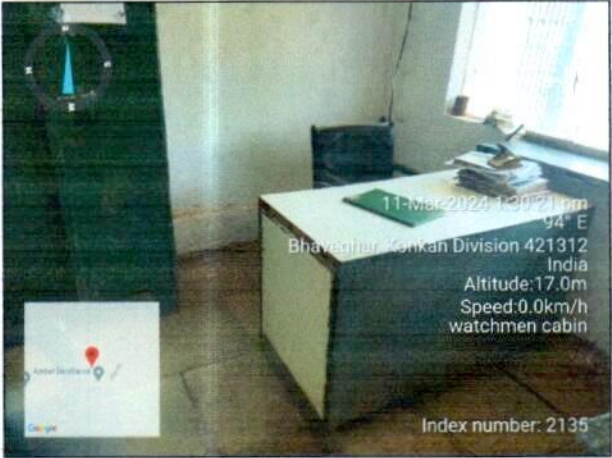 11-Mar-2024 1:30:21 pm
94° E
Konkan Division 421312
India
Altitude:17.0m
Speed:0.0km/h
watchmen cabin
Index number: 2135
Google